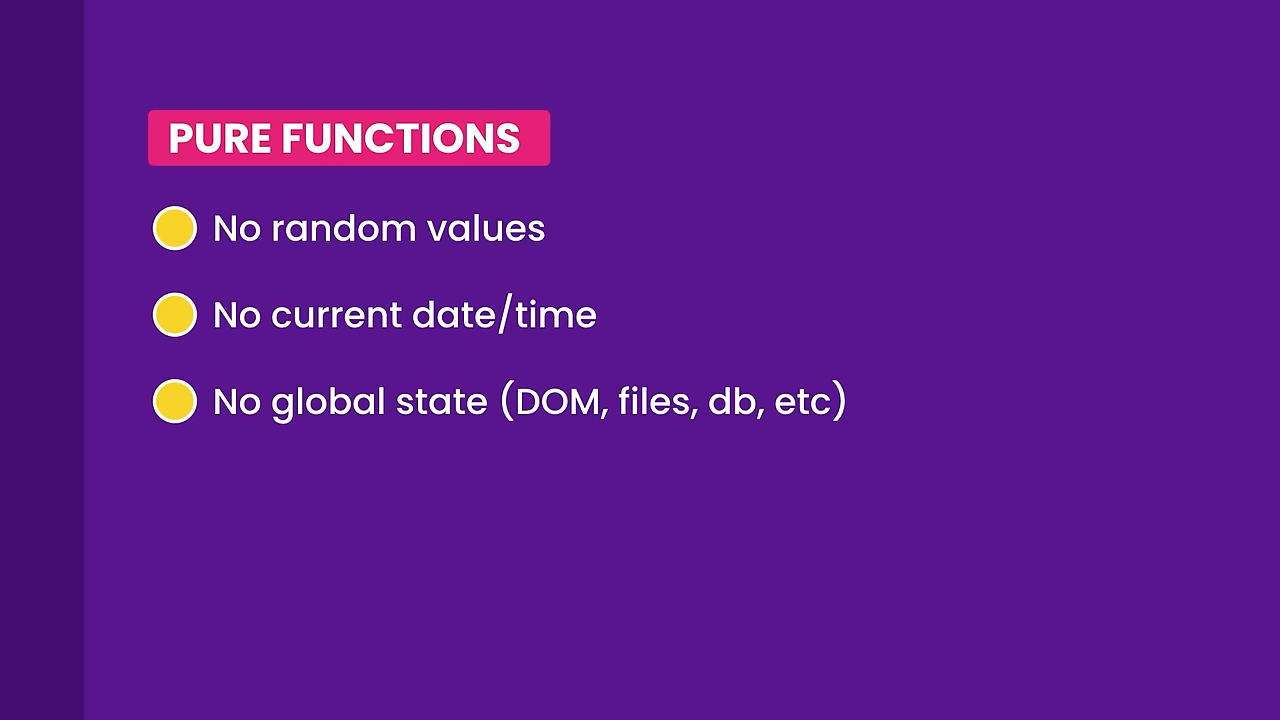 PURE FUNCTIONS
No random values
No current date/time
No global state (DOM, files, db, etc)